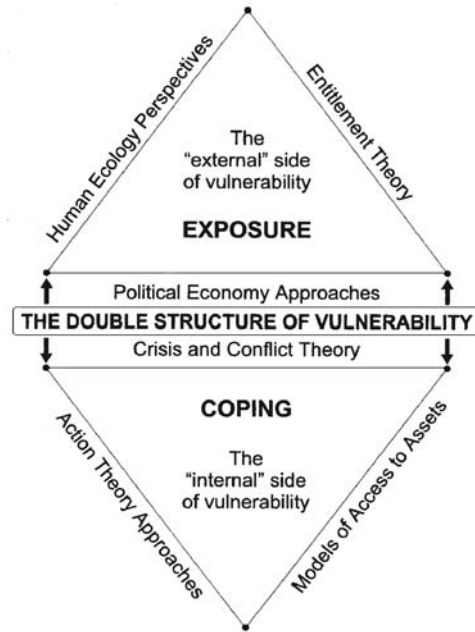 Human Ecology Perspectives
Entitlement Theory
The
“external” side
of vulnerability
EXPOSURE
Political Economy Approaches
THE DOUBLE STRUCTURE OF VULNERABILITY
Crisis and Conflict Theory
COPING
The
“internal” side
of vulnerability
Action Theory Approaches
Models of Access to Assets